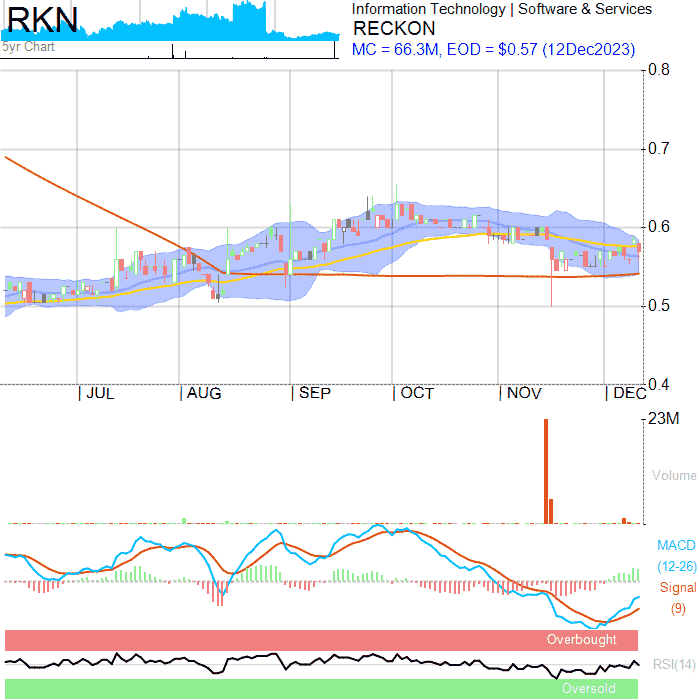 RKN
5yr Chart
Information Technology | Software & Services
RECKON
MC = 66.3M, EOD = $0.57 (12Dec2023)
0.8
0.7
0.6
0.5
0.4
JUL AUG SEP OCT NOV DEC
23M
Volume
MACD
(12-26)
Signal
(9)
Overbought
RSI(14)
Oversold